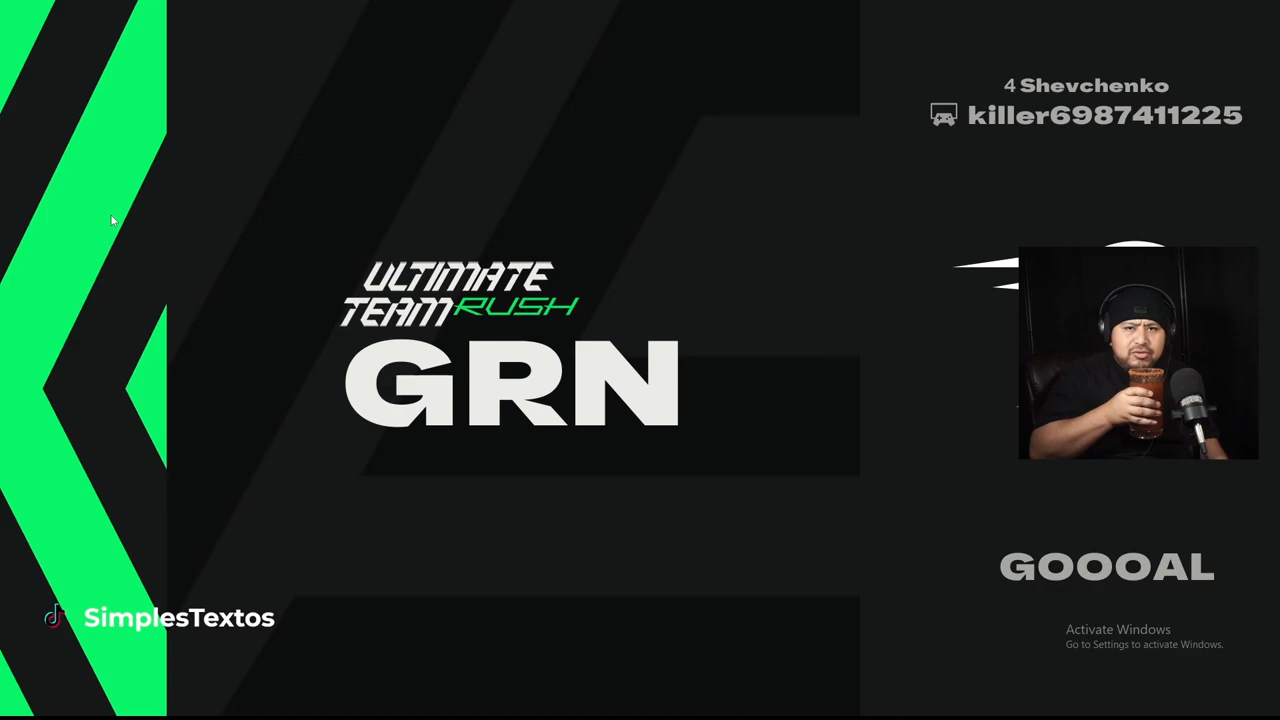 4 Shevchenko
killer6987411225
ULTIMATE
TEAM RUSH
GRN
GOOOAL
SimplesTextos
Activate Windows
Go to Settings to activate Windows.